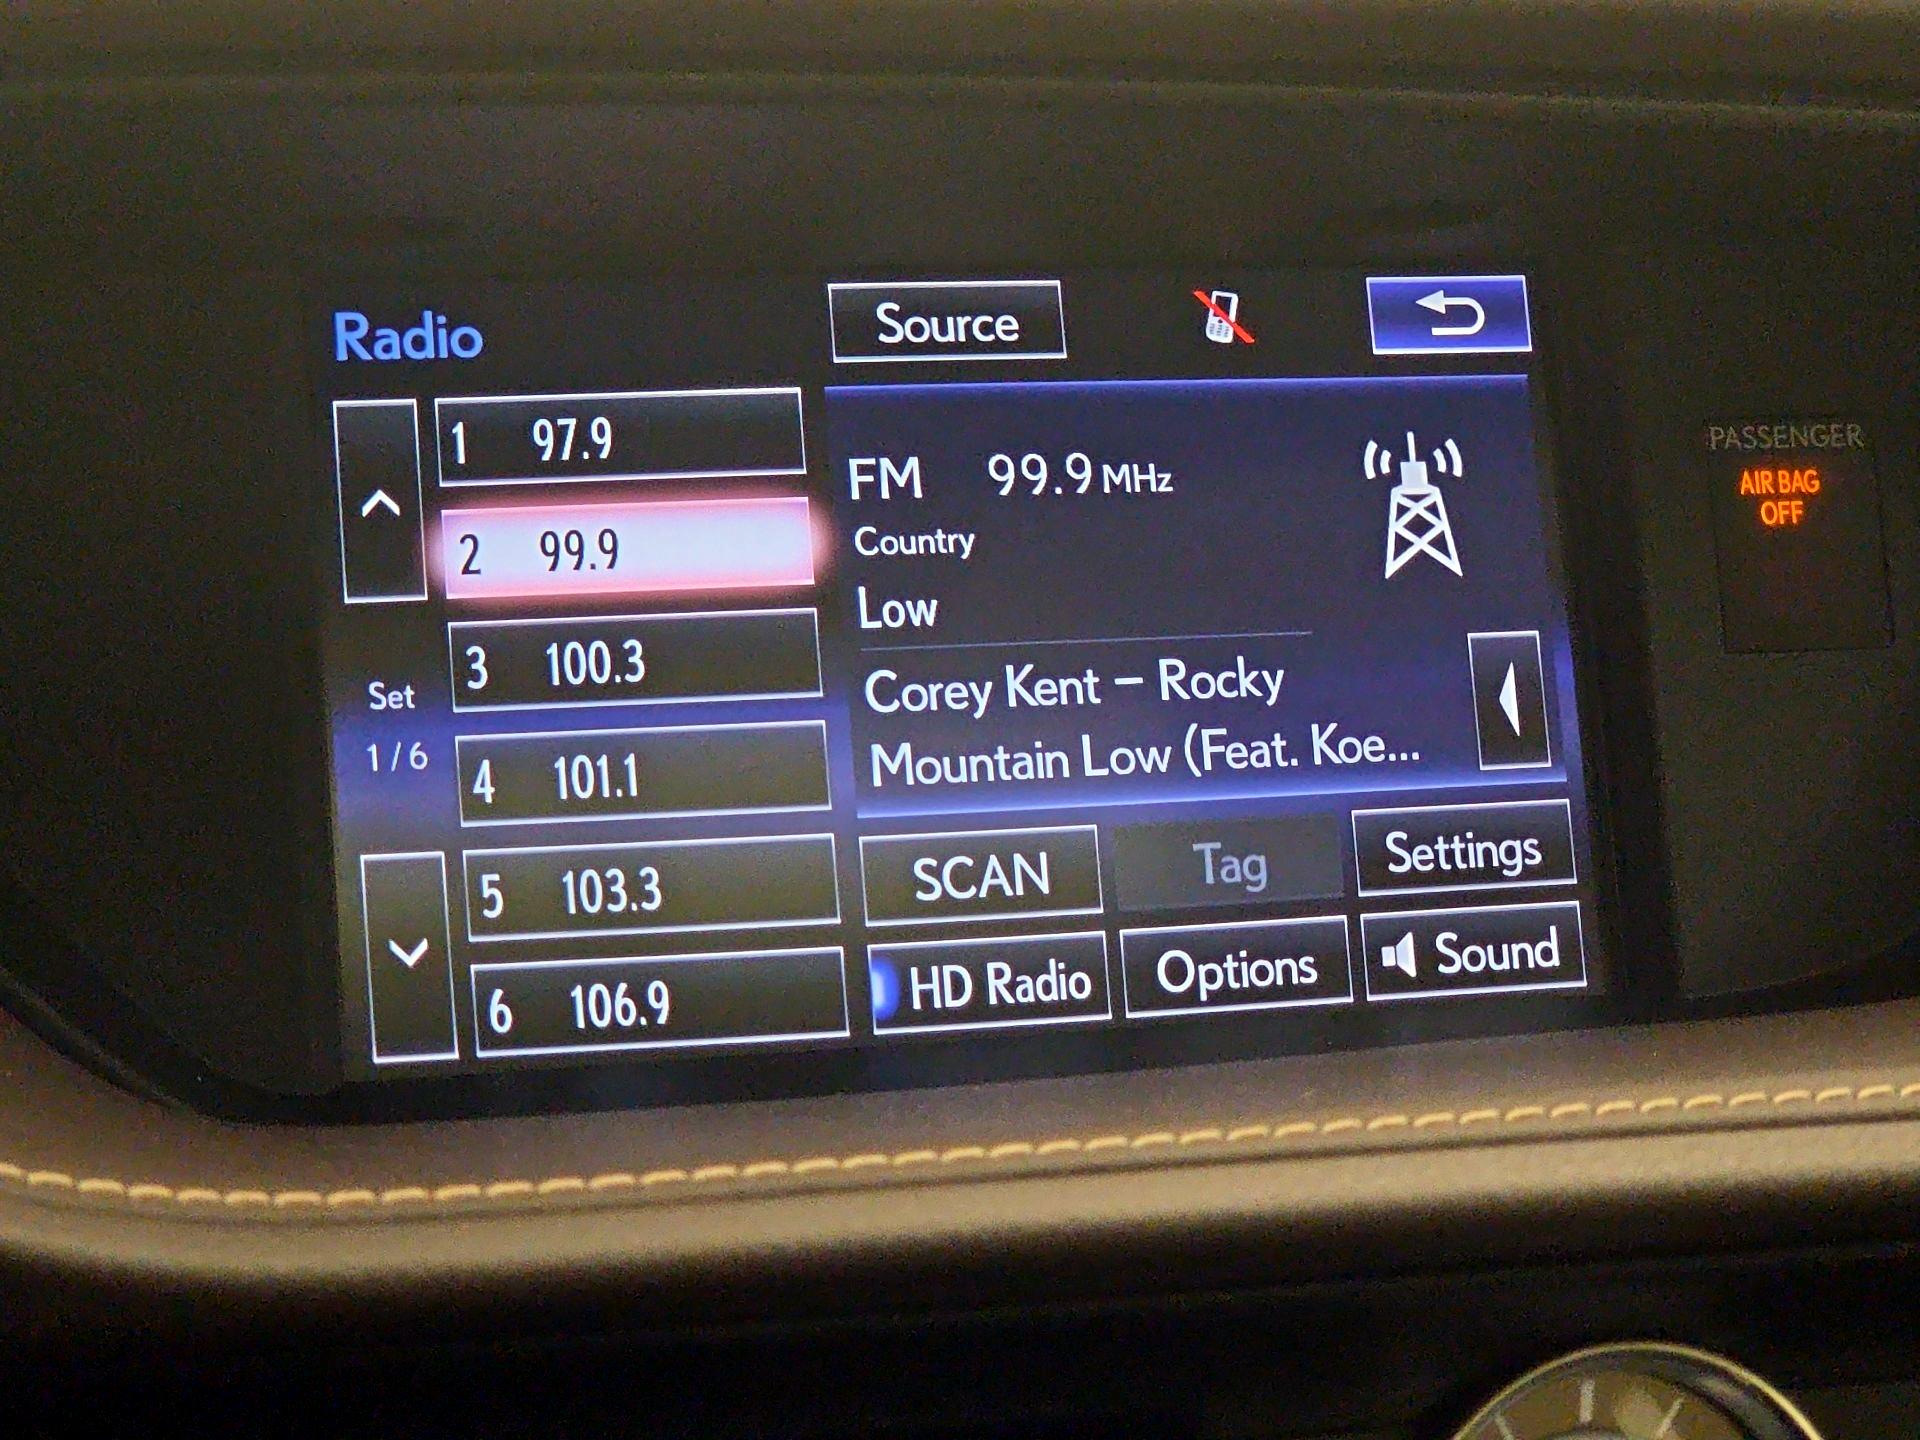 Radio
Source
1 97.9
2 99.9
3 100.3
4 101.1
5 103.3
6 106.9
Set
1/6
FM 99.9 MHz
Country
Low
Corey Kent – Rocky
Mountain Low (Feat. Koe...
SCAN
Tag
Settings
HD Radio
Options
Sound
PASSENGER
AIR BAG
OFF